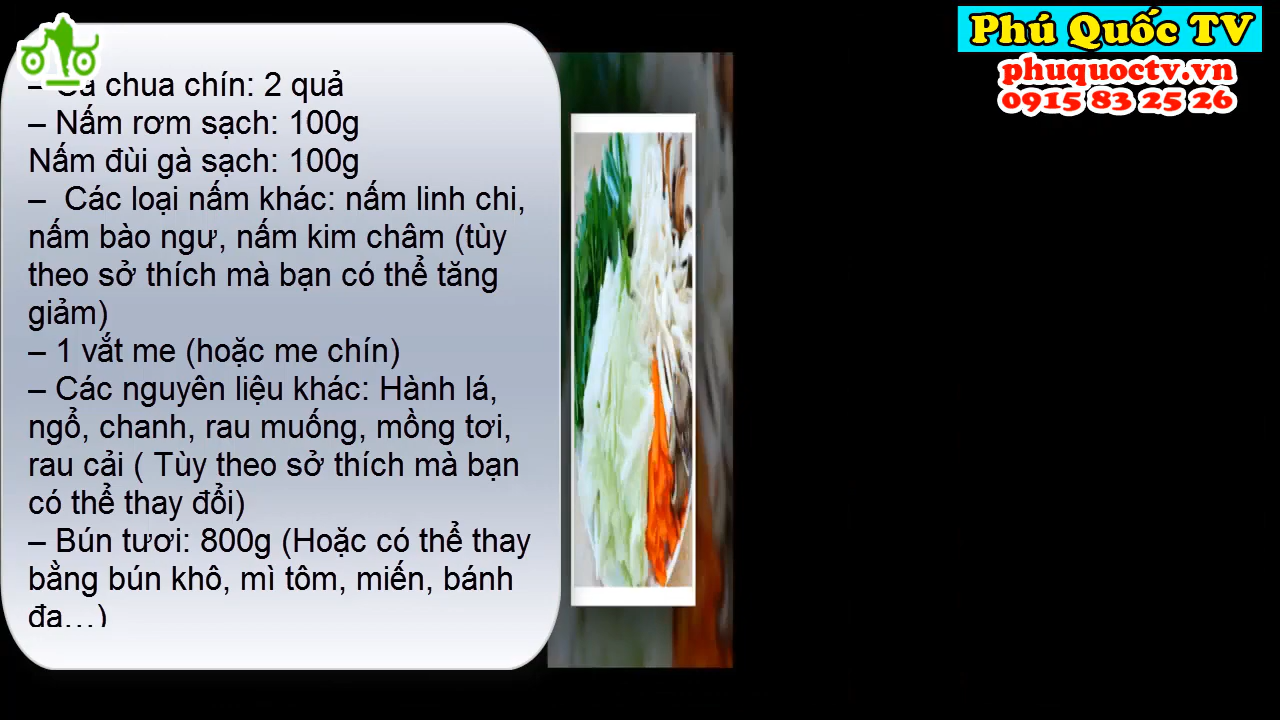 – Cà chua chín: 2 quả
– Nấm rơm sạch: 100g
Nấm đùi gà sạch: 100g
–  Các loại nấm khác: nấm linh chi,
nấm bào ngư, nấm kim châm (tùy
theo sở thích mà bạn có thể tăng
giảm)
– 1 vắt me (hoặc me chín)
– Các nguyên liệu khác: Hành lá,
ngổ, chanh, rau muống, mồng tơi,
rau cải ( Tùy theo sở thích mà bạn
có thể thay đổi)
– Bún tươi: 800g (Hoặc có thể thay
bằng bún khô, mì tôm, miến, bánh
đa…)
Phú Quốc TV
phuquoctv.vn
0915 83 25 26